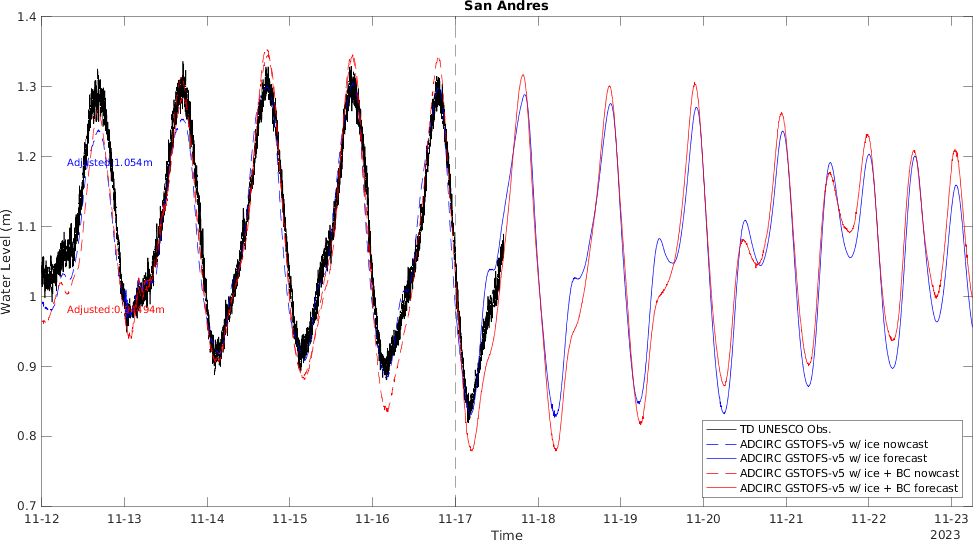 San Andres
1.4
1.3
1.2
1.1
1
0.9
0.8
0.7
Water Level (m)
Adjusted:1.054m
TD UNESCO Obs.
ADCIRC GSTOFS-v5 w/ ice nowcast
ADCIRC GSTOFS-v5 w/ ice forecast
ADCIRC GSTOFS-v5 w/ ice + BC nowcast
ADCIRC GSTOFS-v5 w/ ice + BC forecast
11-12 11-13 11-14 11-15 11-16 11-17 11-18 11-19 11-20 11-21 11-22 11-23
Time
2023